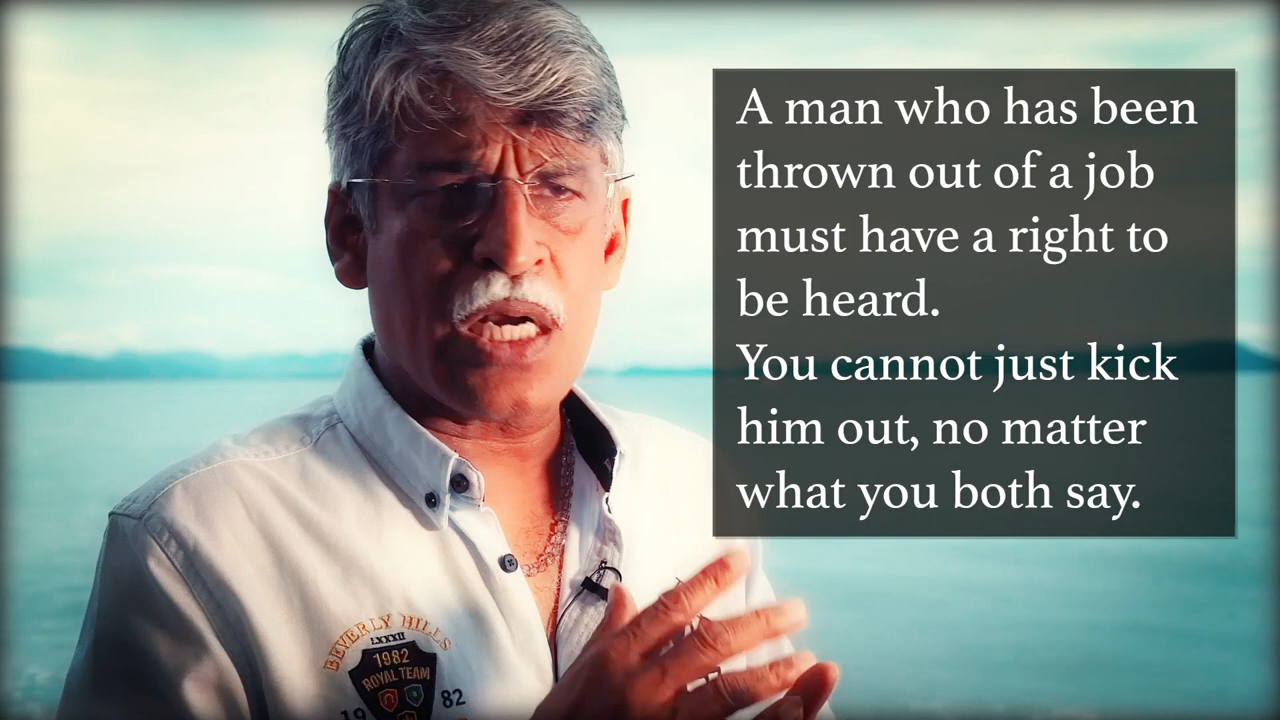 A man who has been
thrown out of a job
must have a right to
be heard.
You cannot just kick
him out, no matter
what you both say.
BEVERLY HILLS
LXXXII
1982
ROYAL TEAM
19 82